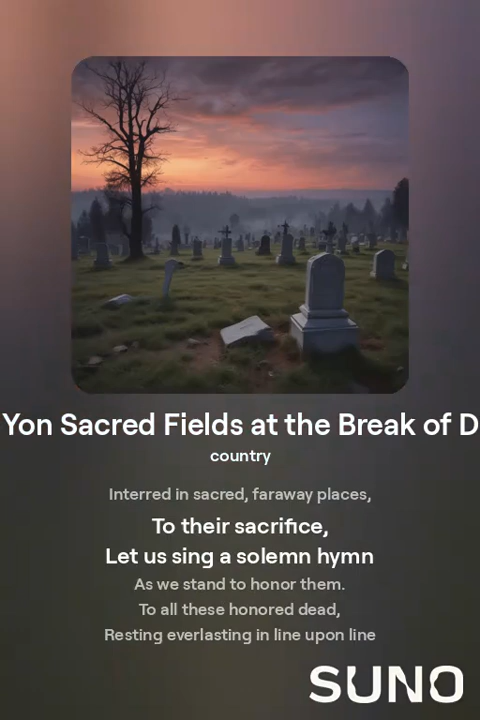 Yon Sacred Fields at the Break of D
country
Interred in sacred, faraway places,
To their sacrifice,
Let us sing a solemn hymn
As we stand to honor them.
To all these honored dead,
Resting everlasting in line upon line
SUNO